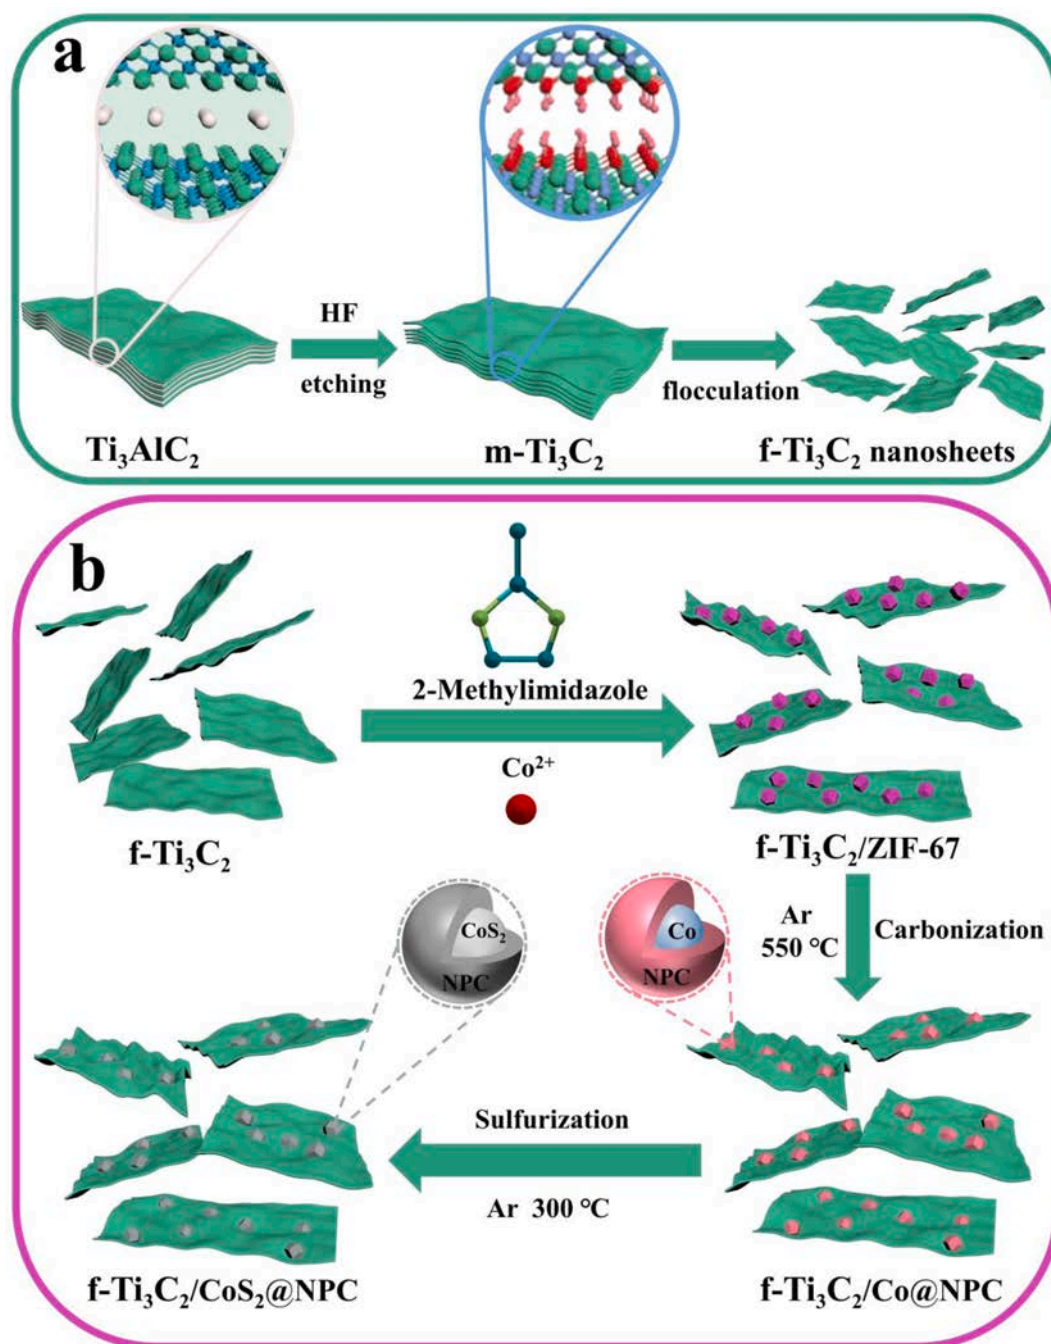 a
HF
etching
flocculation
Ti₃AlC₂
m-Ti₃C₂
f-Ti₃C₂ nanosheets
b
2-Methylimidazole
Co²⁺
f-Ti₃C₂
f-Ti₃C₂/ZIF-67
Ar
550 °C
Carbonization
CoS₂
NPC
Co
NPC
Sulfurization
Ar 300 °C
f-Ti₃C₂/CoS₂@NPC
f-Ti₃C₂/Co@NPC